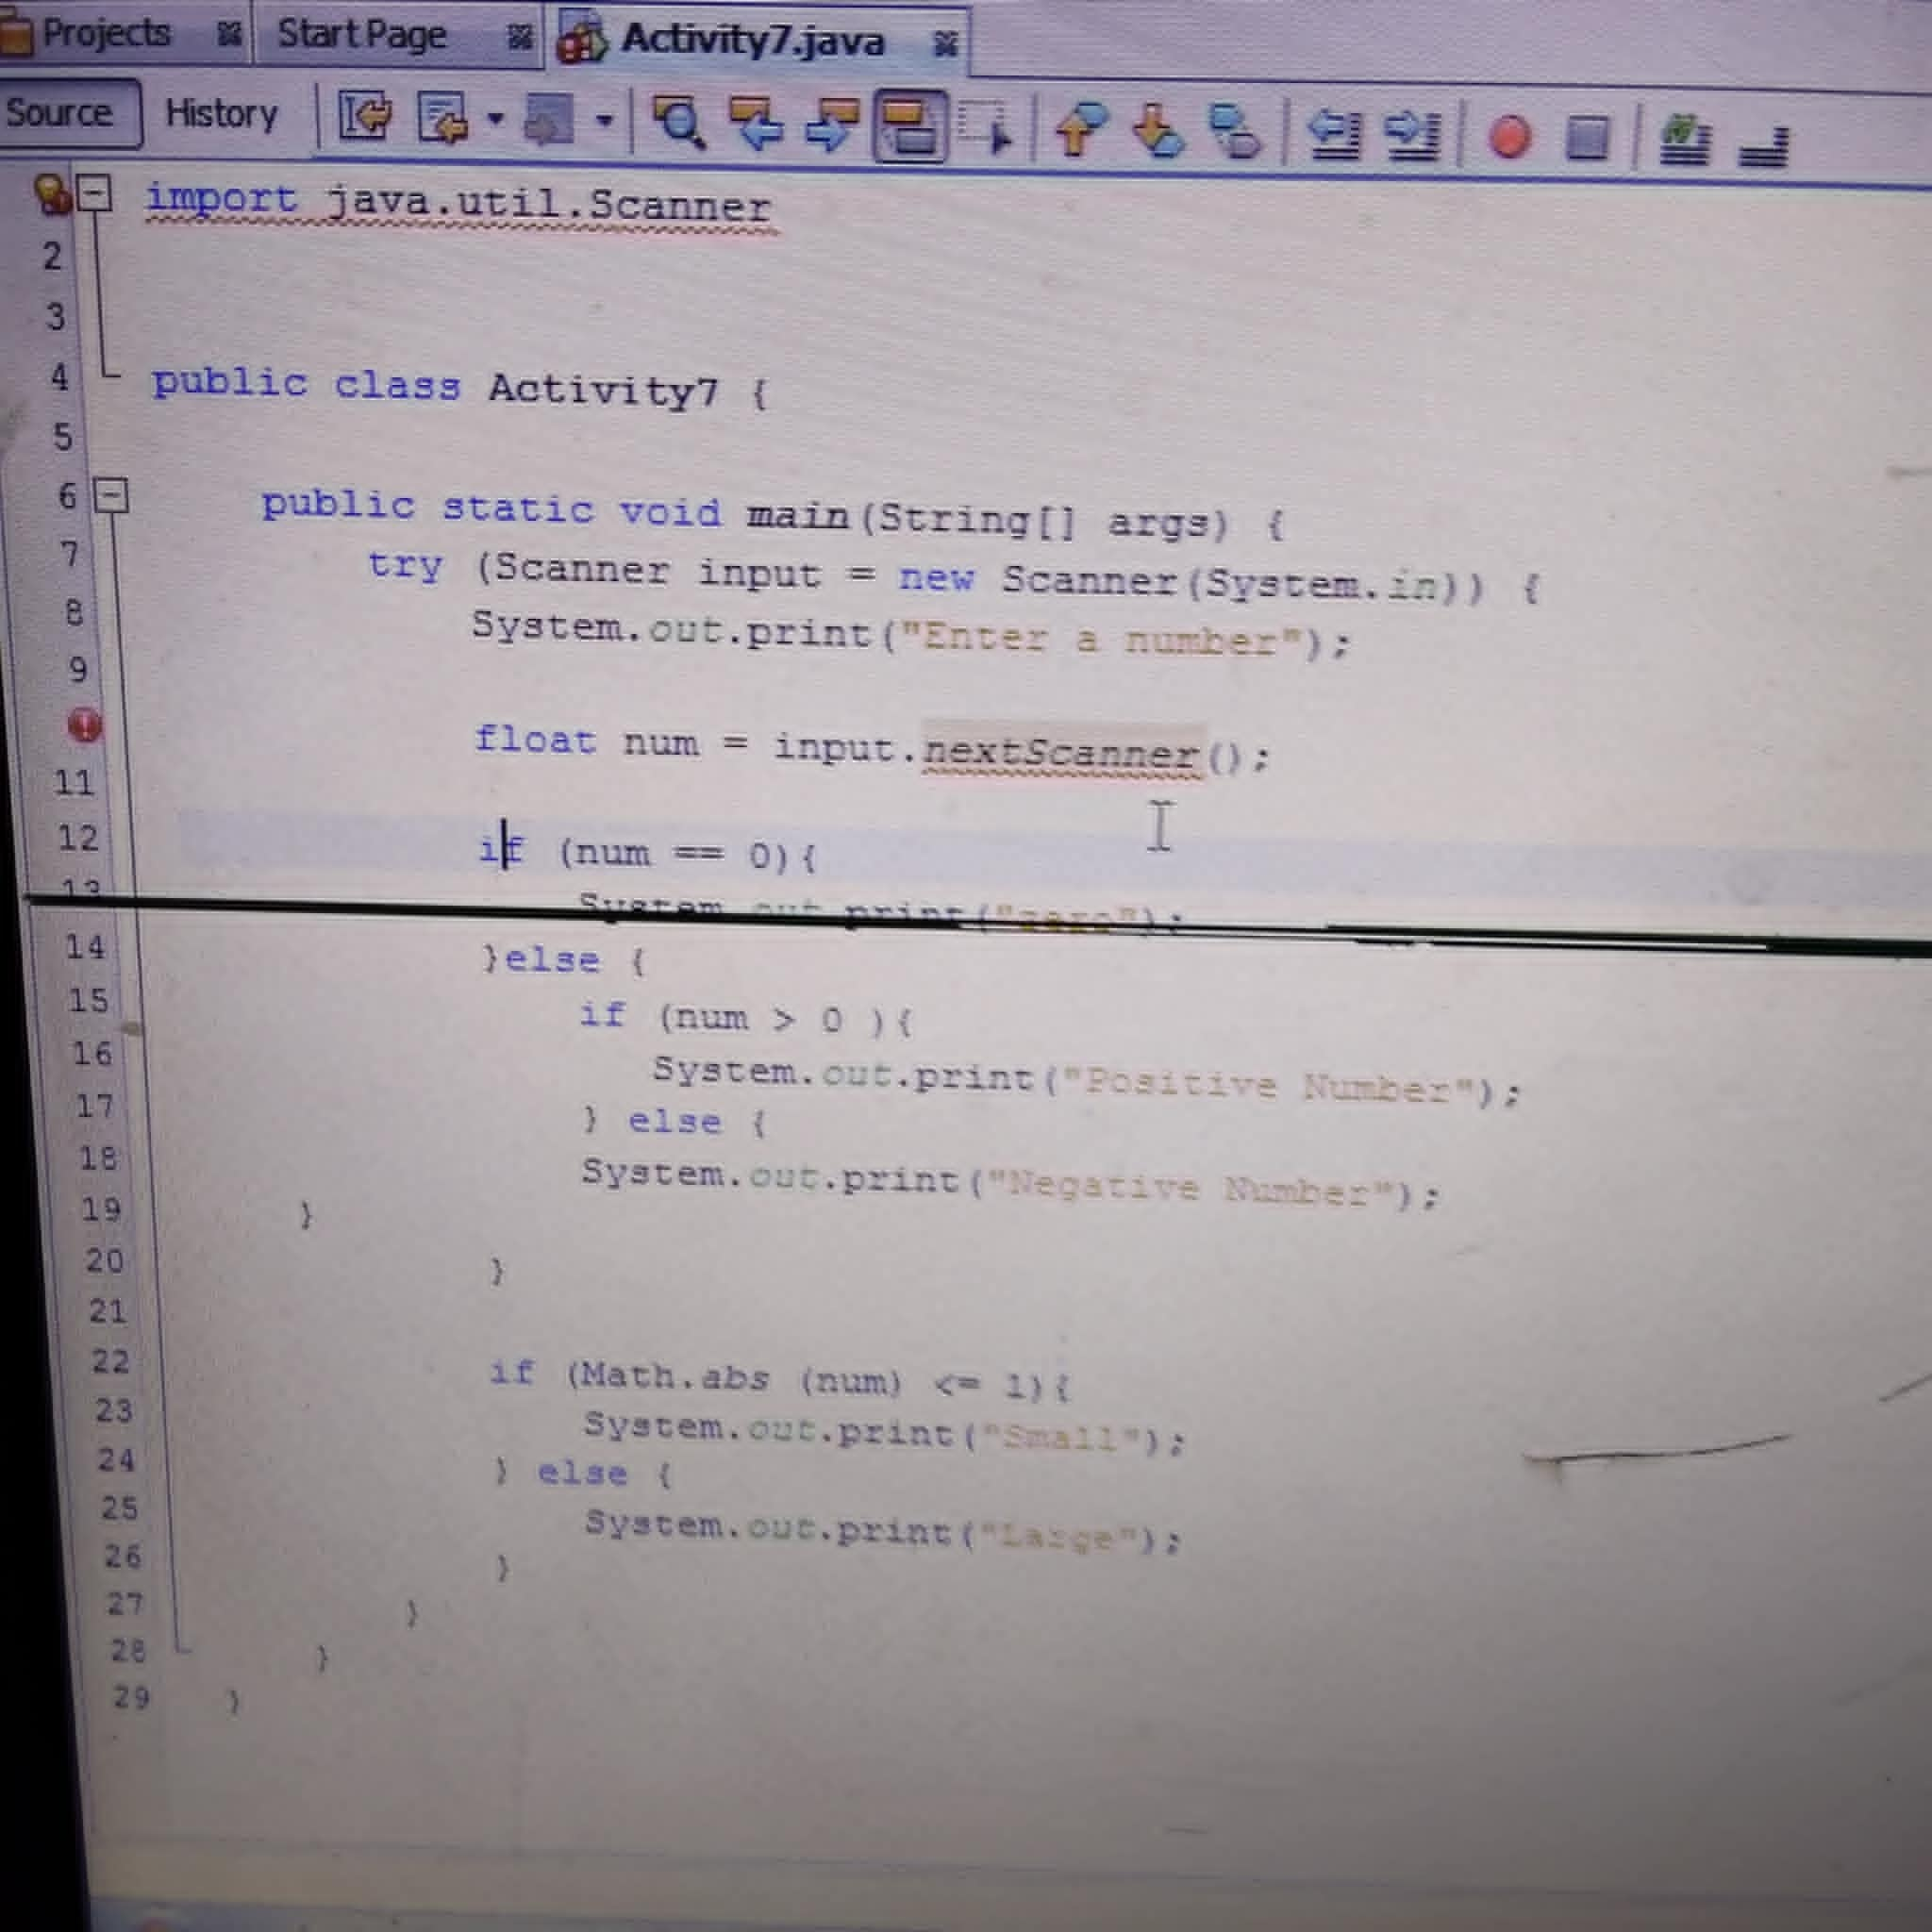 Projects Start Page Activity7.java
Source History
import java.util.Scanner
2
3
4 public class Activity7 {
5
6 public static void main(String[] args) {
7 try (Scanner input = new Scanner(System.in)) {
8 System.out.print("Enter a number");
9
float num = input.nextScanner();
11
12 if (num == 0){
13 System.out.print("zero");
14 }else {
15 if (num > 0 ){
16 System.out.print("Positive Number");
17 } else {
18 System.out.print("Negative Number");
19 }
20 }
21
22 if (Math.abs (num) <= 1){
23 System.out.print("Small");
24 } else {
25 System.out.print("Large");
26 }
27 }
28 }
29 }